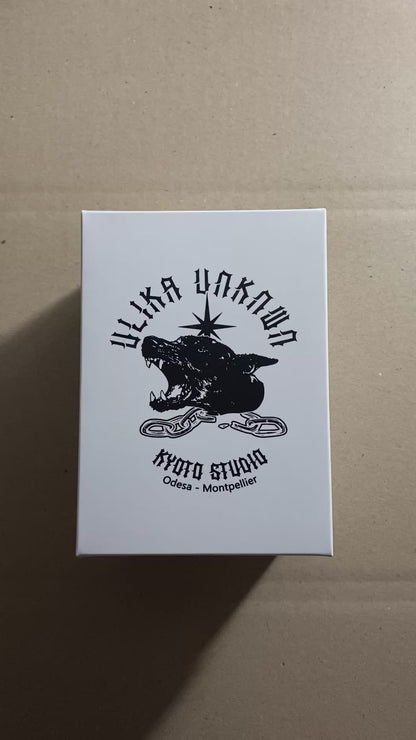 ULIKA UNKNWN
KYOTO STUDIO
Odesa - Montpellier